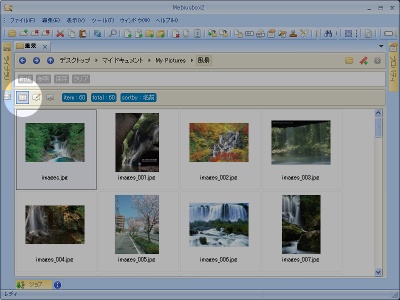 Mebiusbox2
ファイル(F) 編集(E) 表示(V) ツール(T) ウィンドウ(W) ヘルプ(H)
デスクトップ マイドキュメント My Pictures 風景
item : 60 total : 60 sortby : 名前
images.jpg images_001.jpg images_002.jpg images_003.jpg
images_004.jpg images_005.jpg images_006.jpg images_007.jpg
ジョブ
レディ